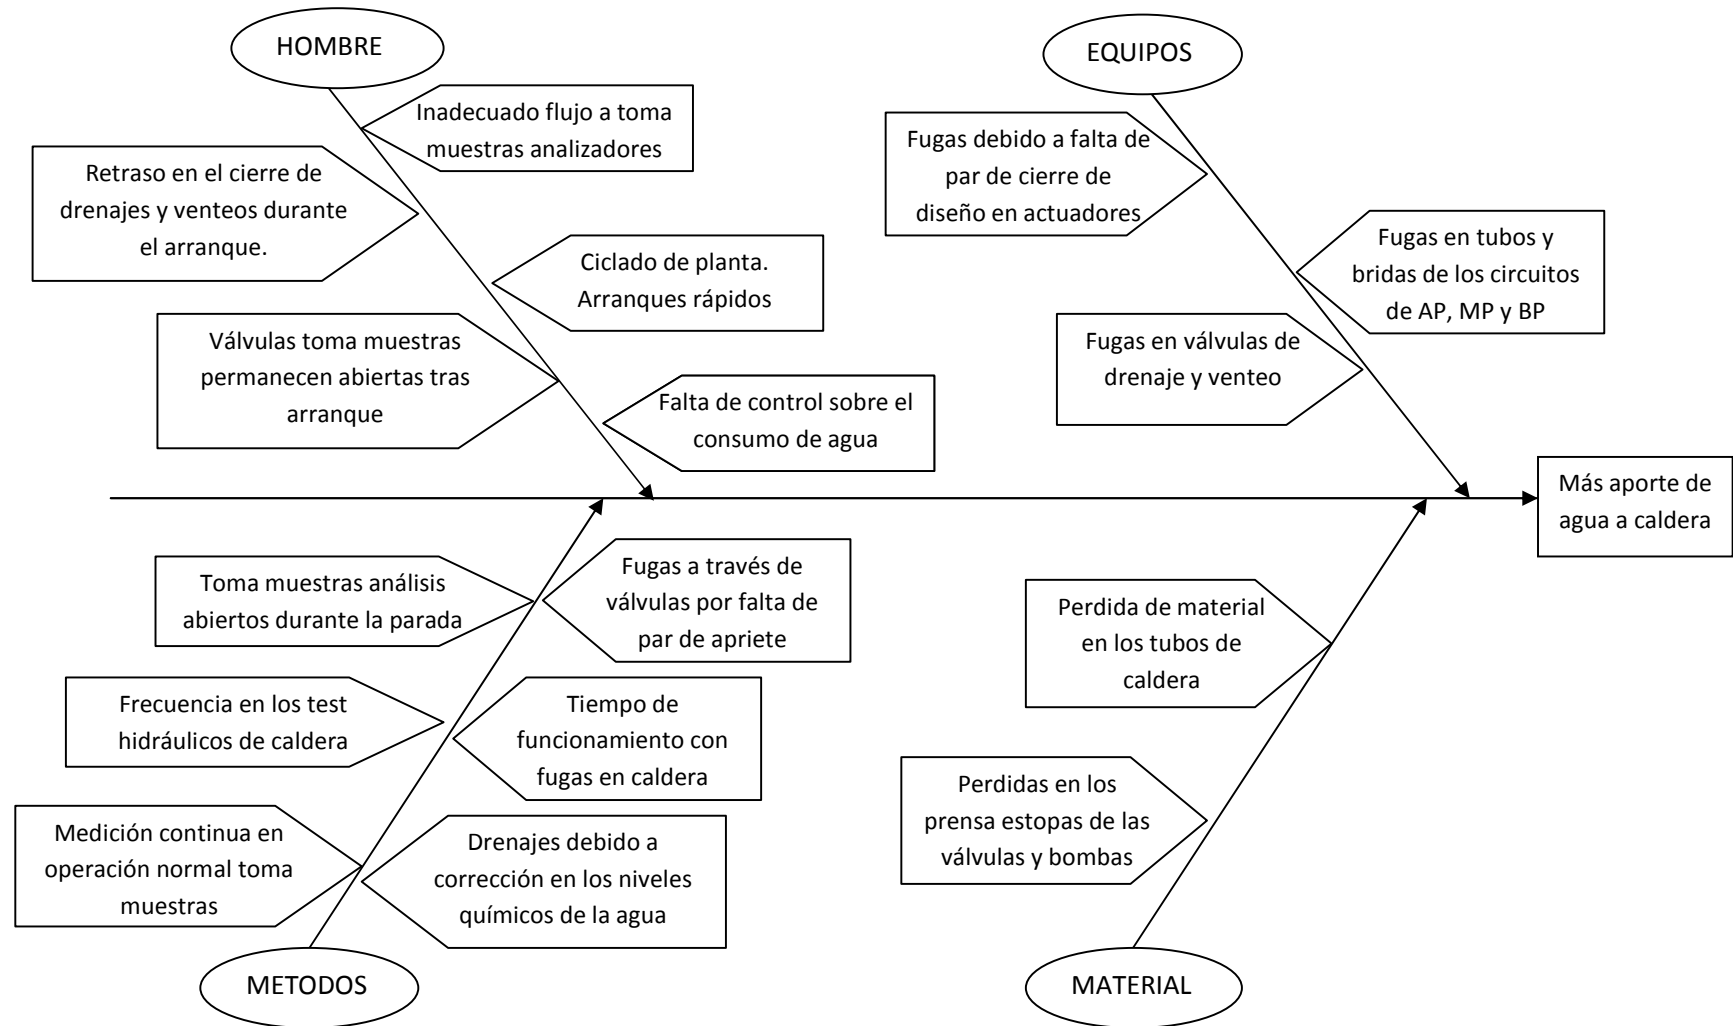 HOMBRE
EQUIPOS
Inadecuado flujo a toma
muestras analizadores
Retraso en el cierre de
drenajes y venteos durante
el arranque.
Ciclado de planta.
Arranques rápidos
Válvulas toma muestras
permanecen abiertas tras
arranque
Falta de control sobre el
consumo de agua
Fugas debido a falta de
par de cierre de
diseño en actuadores
Fugas en tubos y
bridas de los circuitos
de AP, MP y BP
Fugas en válvulas de
drenaje y venteo
Más aporte de
agua a caldera
Toma muestras análisis
abiertos durante la parada
Fugas a través de
válvulas por falta de
par de apriete
Frecuencia en los test
hidráulicos de caldera
Tiempo de
funcionamiento con
fugas en caldera
Medición continua en
operación normal toma
muestras
Drenajes debido a
corrección en los niveles
químicos de la agua
Perdida de material
en los tubos de
caldera
Perdidas en los
prensa estopas de las
válvulas y bombas
METODOS
MATERIAL